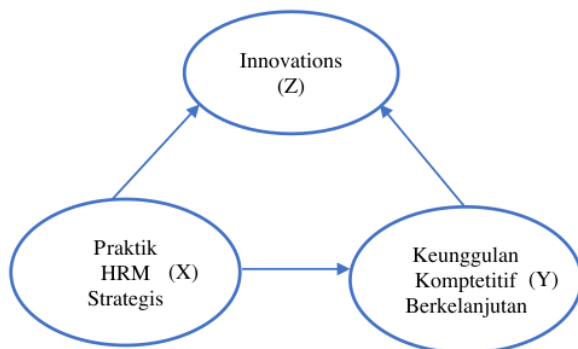 Innovations
(Z)
Praktik
HRM (X)
Strategis
Keunggulan
Komptetitif (Y)
Berkelanjutan